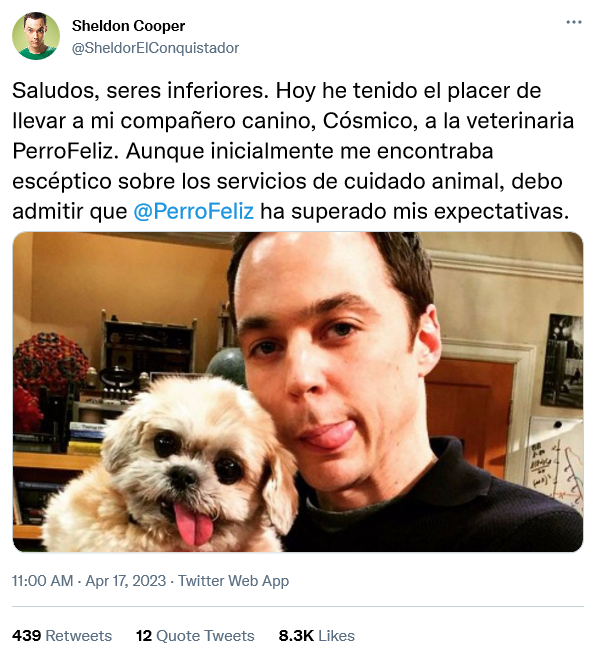 Sheldon Cooper
@SheldorElConquistador
Saludos, seres inferiores. Hoy he tenido el placer de
llevar a mi compañero canino, Cósmico, a la veterinaria
PerroFeliz. Aunque inicialmente me encontraba
escéptico sobre los servicios de cuidado animal, debo
admitir que @PerroFeliz ha superado mis expectativas.
11:00 AM · Apr 17, 2023 · Twitter Web App
439 Retweets 12 Quote Tweets 8.3K Likes